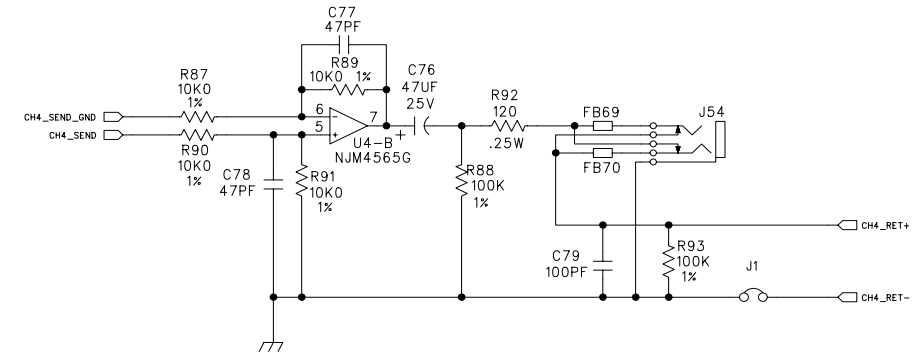 C77
47PF
R89
10K0 1%
R87
10K0
1%
CH4_SEND_GND
CH4_SEND
R90
10K0
1%
6
-
5
+
7
U4-B
NJM4565G
C76
47UF
25V
+
R92
120
.25W
FB69
FB70
J54
C78
47PF
R91
10K0
1%
R88
100K
1%
C79
100PF
R93
100K
1%
J1
CH4_RET+
CH4_RET-